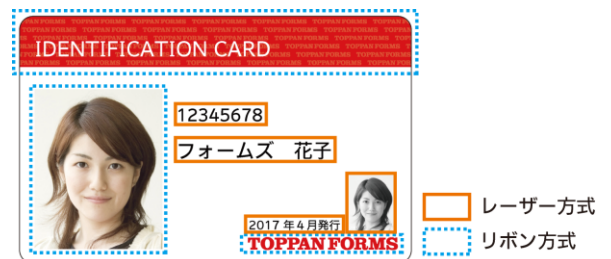 IDENTIFICATION CARD
12345678
フォームズ　花子
2017年4月発行
TOPPAN FORMS
レーザー方式
リボン方式